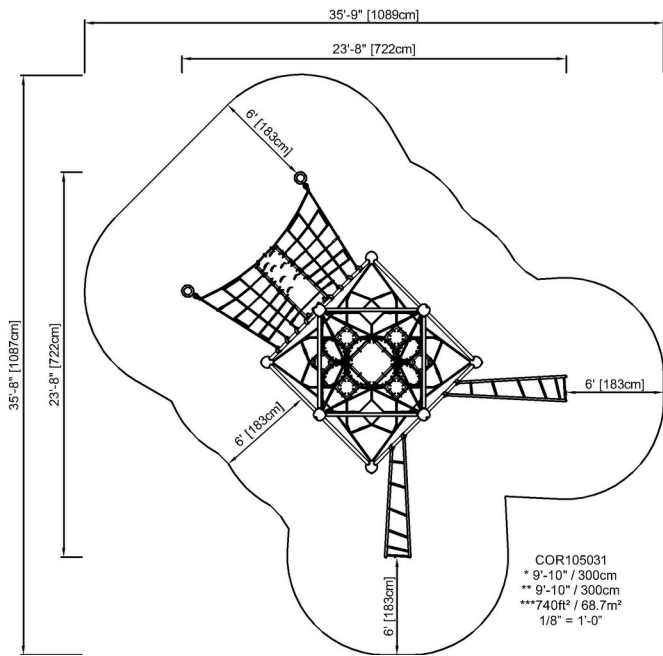 35'-9" [1089cm]
23'-8" [722cm]
6' [183cm]
35'-8" [1087cm]
23'-8" [722cm]
6' [183cm]
6' [183cm]
6' [183cm]
COR105031
* 9'-10" / 300cm
** 9'-10" / 300cm
***740ft² / 68.7m²
1/8" = 1'-0"